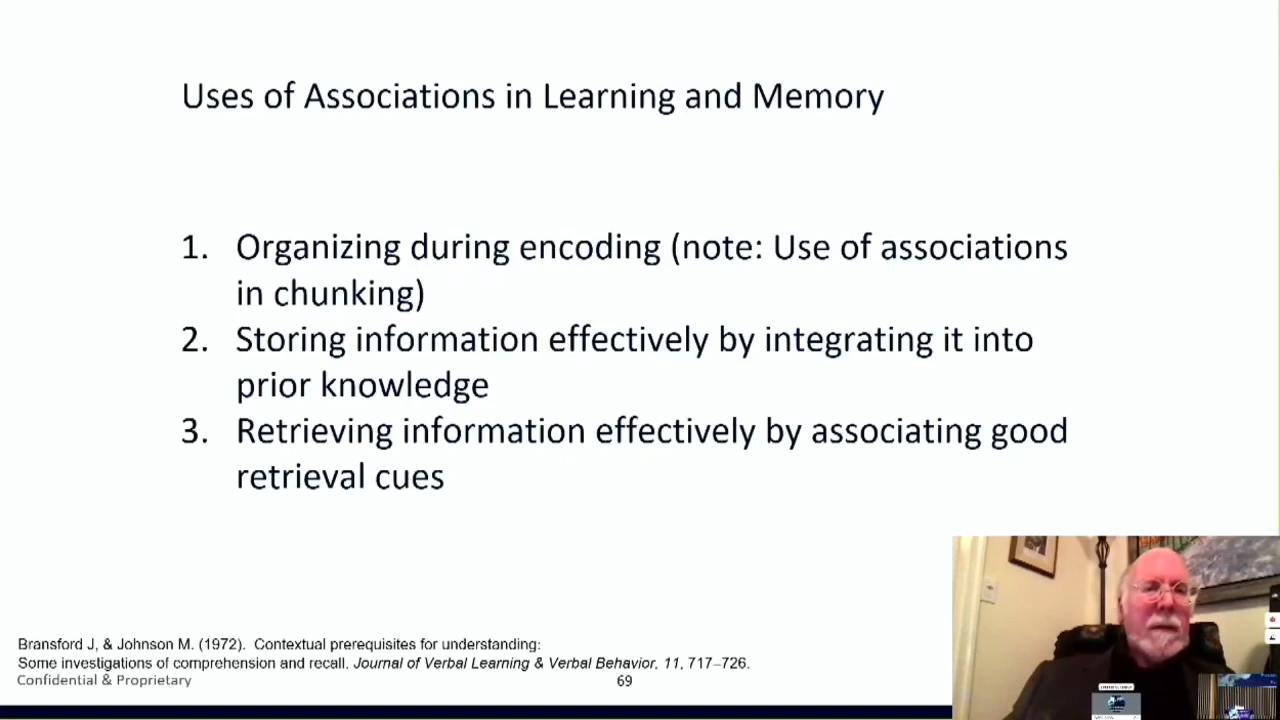 Uses of Associations in Learning and Memory
1. Organizing during encoding (note: Use of associations
in chunking)
2. Storing information effectively by integrating it into
prior knowledge
3. Retrieving information effectively by associating good
retrieval cues
Bransford J, & Johnson M. (1972). Contextual prerequisites for understanding:
Some investigations of comprehension and recall. Journal of Verbal Learning & Verbal Behavior, 11, 717–726.
Confidential & Proprietary
69